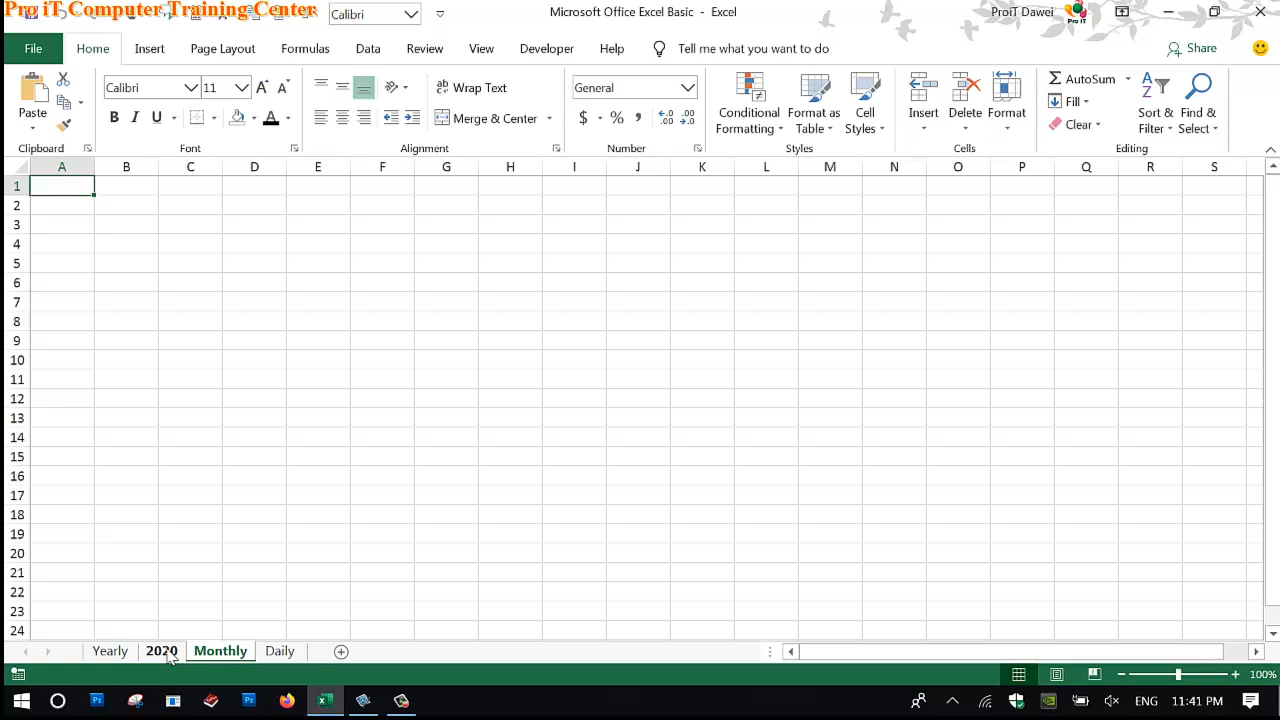 Pro iT Computer Training Center
Calibri
Microsoft Office Excel Basic - Excel
ProiT Dawei
Pro IT
File Home Insert Page Layout Formulas Data Review View Developer Help Tell me what you want to do Share
Paste
Clipboard
Calibri 11
B I U A
Font
Wrap Text
Merge & Center
Alignment
General
$ % ,
Number
Conditional Formatting
Format as Table
Cell Styles
Styles
Insert
Delete
Format
Cells
AutoSum
Fill
Clear
Sort & Filter
Find & Select
Editing
A B C D E F G H I J K L M N O P Q R S
1
2
3
4
5
6
7
8
9
10
11
12
13
14
15
16
17
18
19
20
21
22
23
24
Yearly 2020 Monthly Daily
100%
ENG 11:41 PM